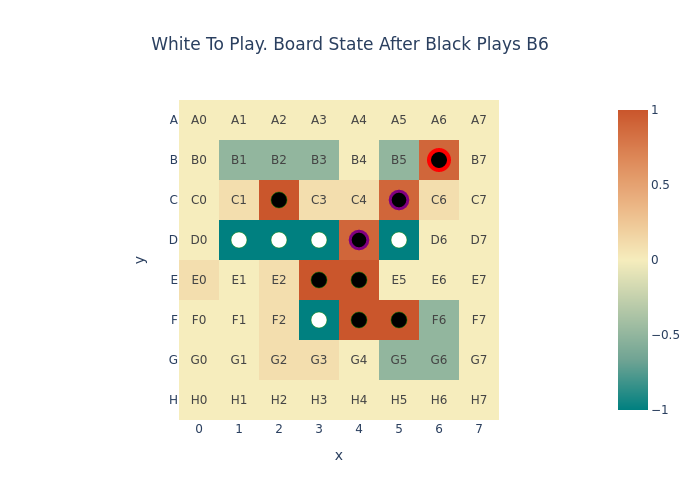 White To Play. Board State After Black Plays B6
A A0 A1 A2 A3 A4 A5 A6 A7 1
B B0 B1 B2 B3 B4 B5 B7
0.5
C C0 C1 C3 C4 C6 C7
D D0 D6 D7 0
y
E E0 E1 E2 E5 E6 E7
F F0 F1 F2 F6 F7 −0.5
G G0 G1 G2 G3 G4 G5 G6 G7
H H0 H1 H2 H3 H4 H5 H6 H7 −1
0 1 2 3 4 5 6 7
x